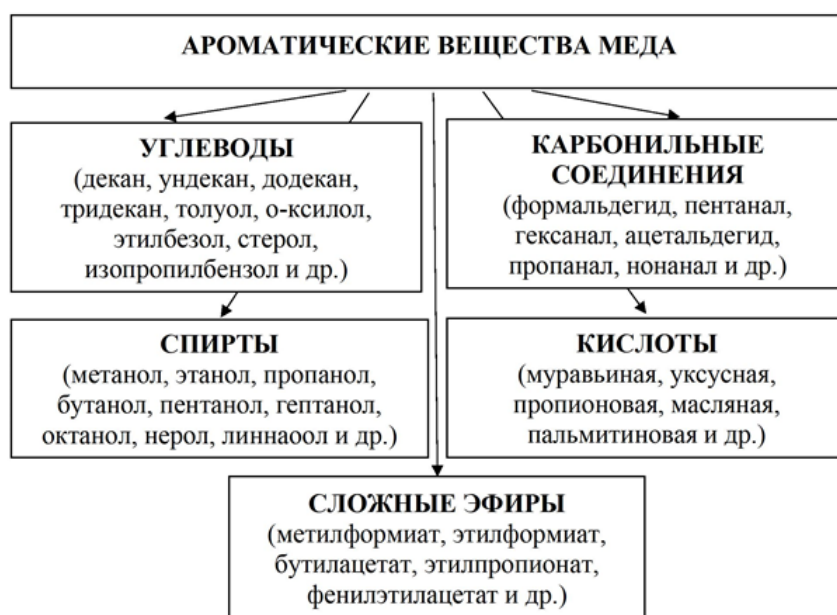 АРОМАТИЧЕСКИЕ ВЕЩЕСТВА МЕДА
УГЛЕВОДЫ
(декан, ундекан, додекан,
тридекан, толуол, о-ксилол,
этилбезол, стерол,
изопропилбензол и др.)
КАРБОНИЛЬНЫЕ
СОЕДИНЕНИЯ
(формальдегид, пентанал,
гексанал, ацетальдегид,
пропанал, нонанал и др.)
СПИРТЫ
(метанол, этанол, пропанол,
бутанол, пентанол, гептанол,
октанол, нерол, линнаоол и др.)
КИСЛОТЫ
(муравьиная, уксусная,
пропионовая, масляная,
пальмитиновая и др.)
СЛОЖНЫЕ ЭФИРЫ
(метилформиат, этилформиат,
бутилацетат, этилпропионат,
фенилэтилацетат и др.)